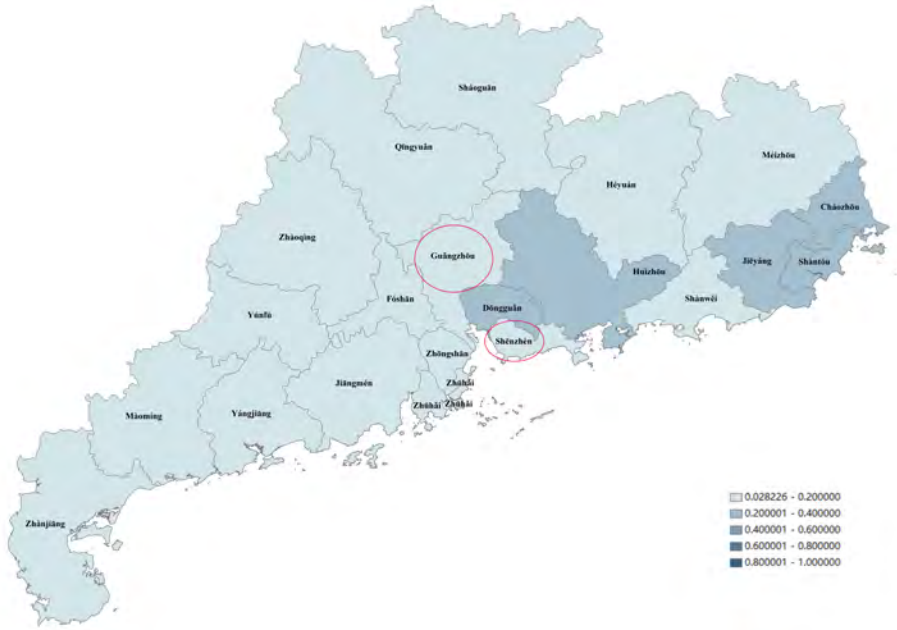 Sháoguān
Qīngyuǎn
Méizhōu
Héyuán
Cháozhōu
Zhàoqìng
Guǎngzhōu
Jiēyáng
Shàntóu
Huìzhōu
Fóshān
Dōngguǎn
Shànwěi
Yúnfú
Shēnzhèn
Zhōngshān
Jiāngmén
Zhūhǎi
Zhūhǎi
Zhūhǎi
Màomíng
Yángjiāng
Zhànjiāng
0.028226 - 0.200000
0.200001 - 0.400000
0.400001 - 0.600000
0.600001 - 0.800000
0.800001 - 1.000000